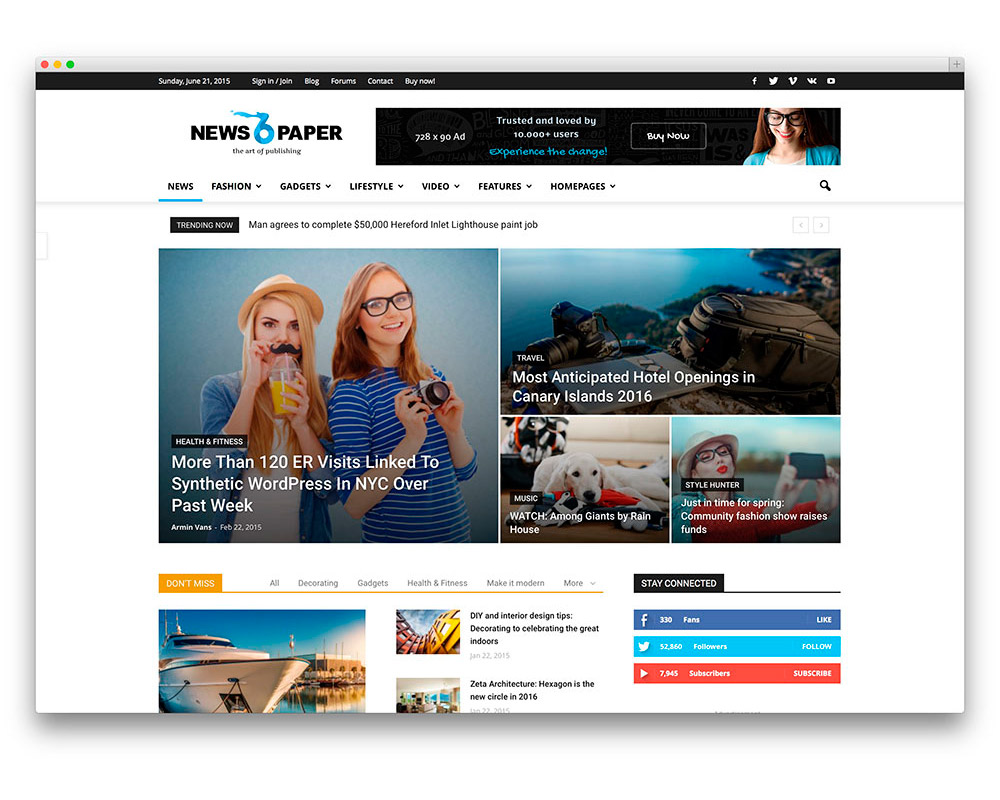 Sunday, June 21, 2015 Sign in / Join Blog Forums Contact Buy now!
NEWS 6 PAPER
the art of publishing
728 x 90 Ad
Trusted and loved by
10.000+ users
Experience the change!
Buy Now
NEWS FASHION GADGETS LIFESTYLE VIDEO FEATURES HOMEPAGES
TRENDING NOW Man agrees to complete $50,000 Hereford Inlet Lighthouse paint job
HEALTH & FITNESS
More Than 120 ER Visits Linked To
Synthetic WordPress In NYC Over
Past Week
Armin Vans - Feb 22, 2015
TRAVEL
Most Anticipated Hotel Openings in
Canary Islands 2016
MUSIC
WATCH: Among Giants by Rain
House
STYLE HUNTER
Just in time for spring:
Community fashion show raises
funds
DON'T MISS All Decorating Gadgets Health & Fitness Make it modern More
DIY and interior design tips:
Decorating to celebrating the great
indoors
Jan 22, 2015
Zeta Architecture: Hexagon is the
new circle in 2016
Jan 22, 2015
STAY CONNECTED
330 Fans LIKE
52,360 Followers FOLLOW
7,945 Subscribers SUBSCRIBE